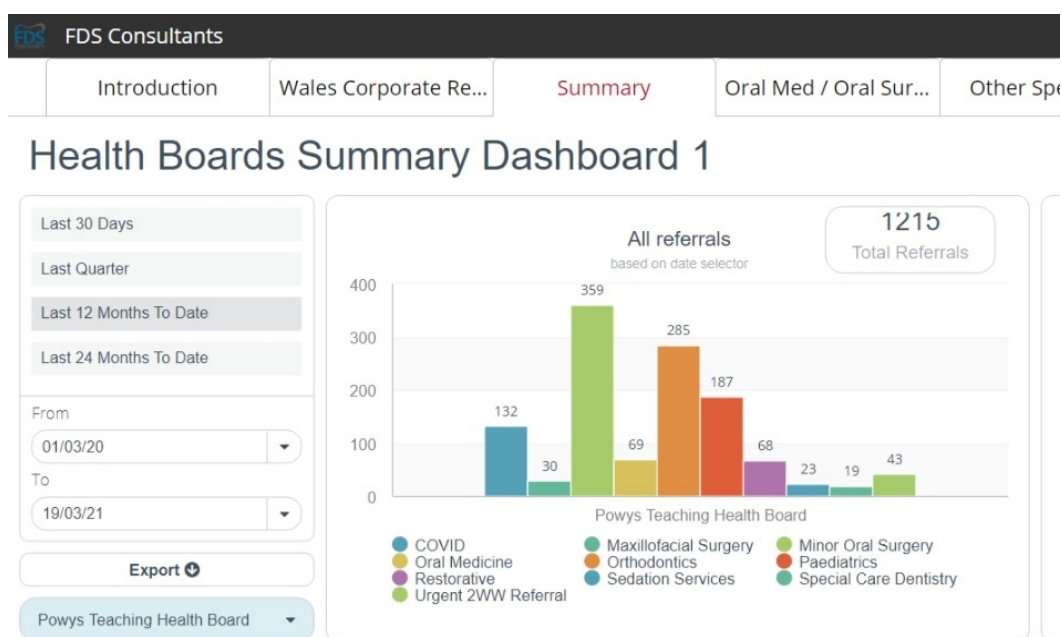 FDS FDS Consultants
Introduction Wales Corporate Re... Summary Oral Med / Oral Sur... Other Spe
Health Boards Summary Dashboard 1
Last 30 Days
Last Quarter
Last 12 Months To Date
Last 24 Months To Date
From
01/03/20
To
19/03/21
Export
Powys Teaching Health Board
All referrals
based on date selector
1215
Total Referrals
400
300
200
100
0
132 30 359 69 285 187 68 23 19 43
Powys Teaching Health Board
COVID Maxillofacial Surgery Minor Oral Surgery
Oral Medicine Orthodontics Paediatrics
Restorative Sedation Services Special Care Dentistry
Urgent 2WW Referral